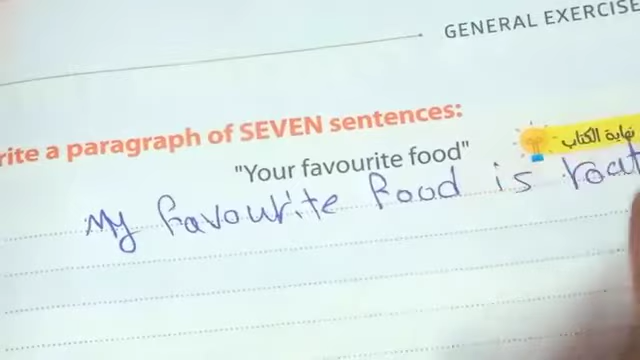 GENERAL EXERCISE
rite a paragraph of SEVEN sentences:
نهاية الكتاب
"Your favourite food"
My favourite food is